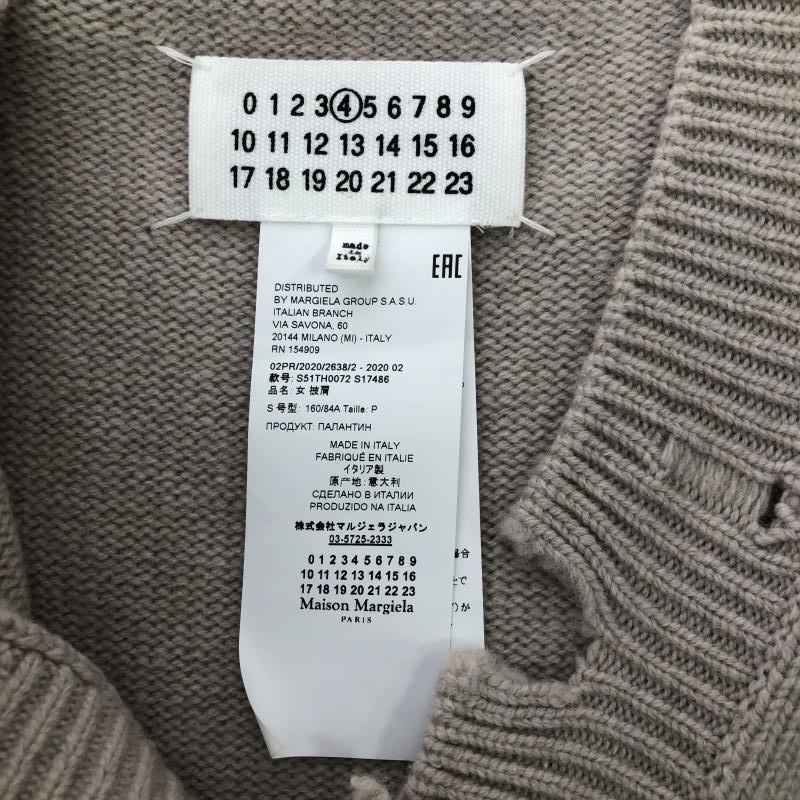 0 1 2 3 4 5 6 7 8 9
10 11 12 13 14 15 16
17 18 19 20 21 22 23
made
in
Italy
EAC
DISTRIBUTED
BY MARGIELA GROUP S.A.S.U.
ITALIAN BRANCH
VIA SAVONA, 60
20144 MILANO (MI) - ITALY
RN 154909
02PR/2020/2638/2 - 2020 02
款号: S51TH0072 S17486
品名: 女 披肩
S 号型: 160/84A Taille: P
ПРОДУКТ: ПАЛАНТИН
MADE IN ITALY
FABRIQUÉ EN ITALIE
イタリア製
原产地: 意大利
СДЕЛАНО В ИТАЛИИ
PRODUZIDO NA ITALIA
株式会社マルジェラジャパン
03-5725-2333
0 1 2 3 4 5 6 7 8 9
10 11 12 13 14 15 16
17 18 19 20 21 22 23
Maison Margiela
PARIS
場合
で
が